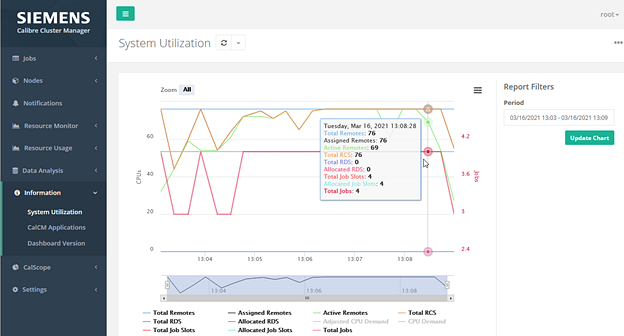 SIEMENS
Calibre Cluster Manager
root
Jobs
Nodes
Notifications
Resource Monitor
Resource Usage
Data Analysis
Information
System Utilization
CalCM Applications
Dashboard Version
CalScope
Settings
System Utilization
Zoom All
60
40
20
0
CPUs
4.2
3.6
3
2.4
Jobs
Tuesday, Mar 16, 2021 13:08:28
Total Remotes: 76
Assigned Remotes: 76
Active Remotes: 69
Total RCS: 76
Total RDS: 0
Allocated RDS: 0
Total Job Slots: 4
Allocated Job Slots: 4
Total Jobs: 4
13:04 13:05 13:06 13:07 13:08
13:04 13:06 13:08
Total Remotes Assigned Remotes Active Remotes Total RCS
Total RDS Allocated RDS Adjusted CPU Demand CPU Demand
Total Job Slots Allocated Job Slots Total Jobs
Report Filters
Period
03/16/2021 13:03 - 03/16/2021 13:09
Update Chart